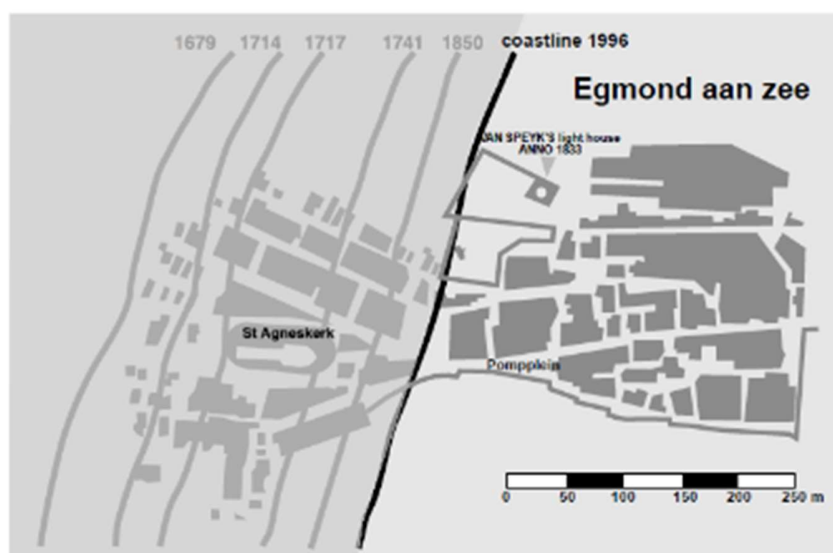 1679 1714 1717 1741 1850 coastline 1996
Egmond aan zee
VAN SPEYK'S light house
ANNO 1833
St Agneskerk
Pompplein
0 50 100 150 200 250 m